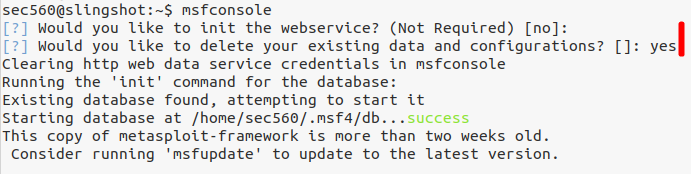 sec560@slingshot:~$ msfconsole
[?] Would you like to init the webservice? (Not Required) [no]:
[?] Would you like to delete your existing data and configurations? []: yes
Clearing http web data service credentials in msfconsole
Running the 'init' command for the database:
Existing database found, attempting to start it
Starting database at /home/sec560/.msf4/db...success
This copy of metasploit-framework is more than two weeks old.
 Consider running 'msfupdate' to update to the latest version.